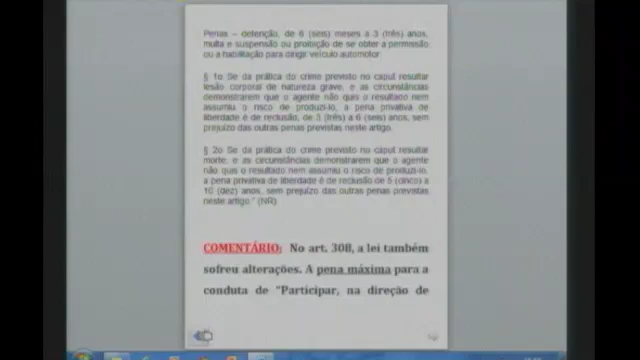 Penas – detenção, de 6 (seis) meses a 3 (três) anos,
multa e suspensão ou proibição de se obter a permissão
ou a habilitação para dirigir veículo automotor.
§ 1o Se da prática do crime previsto no caput resultar
lesão corporal de natureza grave, e as circunstâncias
demonstrarem que o agente não quis o resultado nem
assumiu o risco de produzi-lo, a pena privativa de
liberdade é de reclusão, de 3 (três) a 6 (seis) anos, sem
prejuízo das outras penas previstas neste artigo.
§ 2o Se da prática do crime previsto no caput resultar
morte, e as circunstâncias demonstrarem que o agente
não quis o resultado nem assumiu o risco de produzi-lo,
a pena privativa de liberdade é de reclusão de 5 (cinco) a
10 (dez) anos, sem prejuízo das outras penas previstas
neste artigo." (NR)
COMENTÁRIO: No art. 308, a lei também
sofreu alterações. A pena máxima para a
conduta de "Participar, na direção de